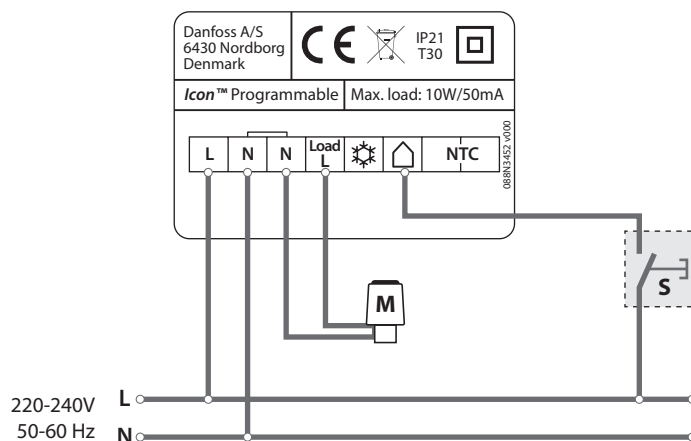 Danfoss A/S
6430 Nordborg
Denmark
CE
IP21
T30
Icon™ Programmable
Max. load: 10W/50mA
L
N
N
Load
L
NTC
088N3452 v000
M
S
220-240V
50-60 Hz
L
N